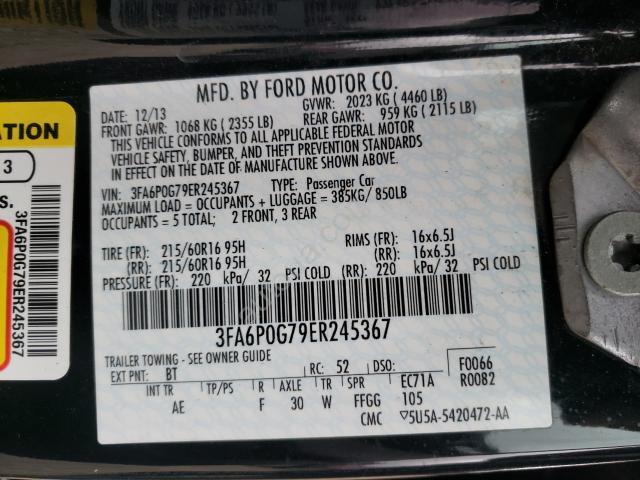 MFD. BY FORD MOTOR CO.
DATE: 12/13 GVWR: 2023 KG ( 4460 LB)
FRONT GAWR: 1068 KG ( 2355 LB) REAR GAWR: 959 KG ( 2115 LB)
THIS VEHICLE CONFORMS TO ALL APPLICABLE FEDERAL MOTOR
VEHICLE SAFETY, BUMPER, AND THEFT PREVENTION STANDARDS
IN EFFECT ON THE DATE OF MANUFACTURE SHOWN ABOVE.
VIN: 3FA6P0G79ER245367 TYPE: Passenger Car
MAXIMUM LOAD = OCCUPANTS + LUGGAGE = 385KG/ 850LB
OCCUPANTS = 5 TOTAL; 2 FRONT, 3 REAR
TIRE (FR): 215/60R16 95H RIMS (FR): 16x6.5J
(RR): 215/60R16 95H (RR): 16x6.5J
PRESSURE (FR): 220 kPa/ 32 PSI COLD (RR): 220 kPa/ 32 PSI COLD
3FA6P0G79ER245367
TRAILER TOWING - SEE OWNER GUIDE
EXT PNT: BT RC: 52 DSO: F0066
INT TR TP/PS R AXLE TR SPR EC71A R0082
AE F 30 W FFGG 105
CMC ▽5U5A-5420472-AA
ATION
3
s.
3FA6P0G79ER245367